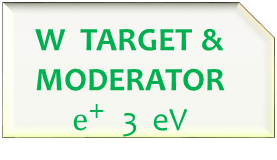 W TARGET &
MODERATOR
e⁺ 3 eV